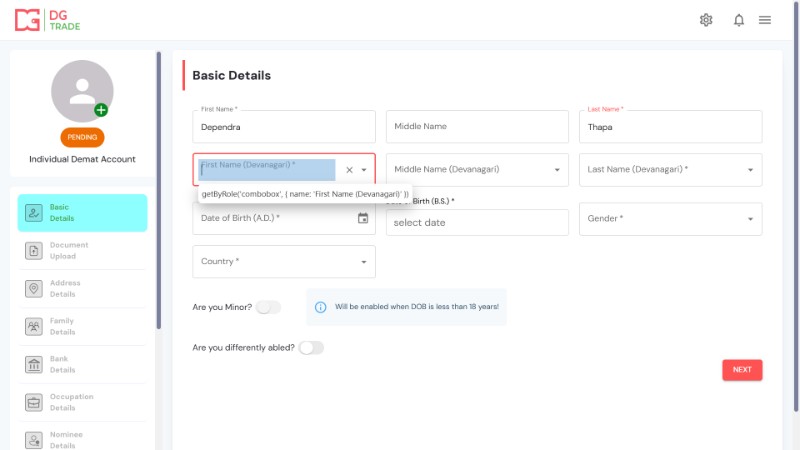 DG
TRADE
PENDING
Individual Demat Account
Basic
Details
Document
Upload
Address
Details
Family
Details
Bank
Details
Occupation
Details
Nominee
Details
Basic Details
First Name *
Dependra
Middle Name
Last Name *
Thapa
First Name (Devanagari) *
Middle Name (Devanagari)
Last Name (Devanagari) *
getByRole('combobox', { name: 'First Name (Devanagari)' })
Date of Birth (A.D.) *
of Birth (B.S.) *
select date
Gender *
Country *
Are you Minor?
Will be enabled when DOB is less than 18 years!
Are you differently abled?
NEXT